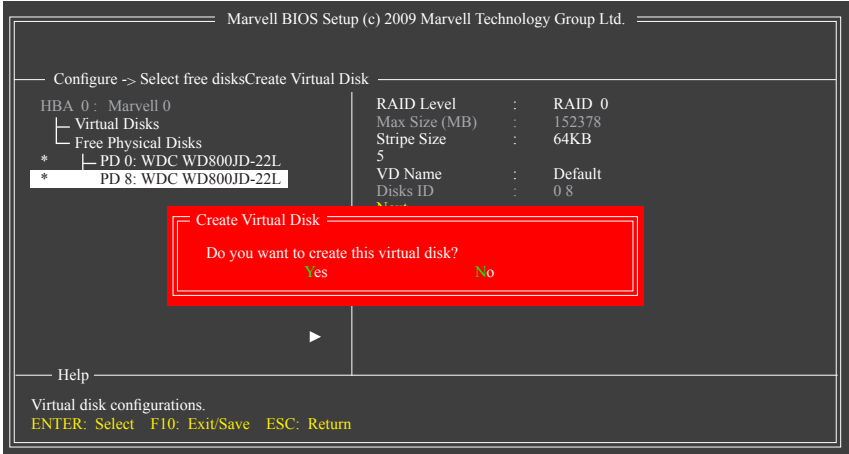 Marvell BIOS Setup (c) 2009 Marvell Technology Group Ltd.
Configure -> Select free disksCreate Virtual Disk
HBA 0 : Marvell 0
Virtual Disks
Free Physical Disks
* PD 0: WDC WD800JD-22L
* PD 8: WDC WD800JD-22L
RAID Level : RAID 0
Max Size (MB) : 152378
Stripe Size : 64KB
5
VD Name : Default
Disks ID : 0 8
Create Virtual Disk
Do you want to create this virtual disk?
Yes No
Help
Virtual disk configurations.
ENTER: Select F10: Exit/Save ESC: Return